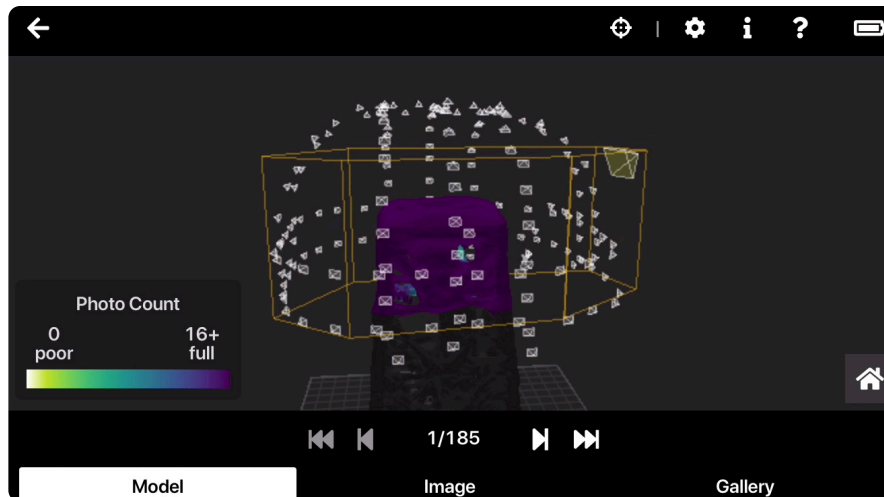 Photo Count
0 16+
poor full
1/185
Model Image Gallery